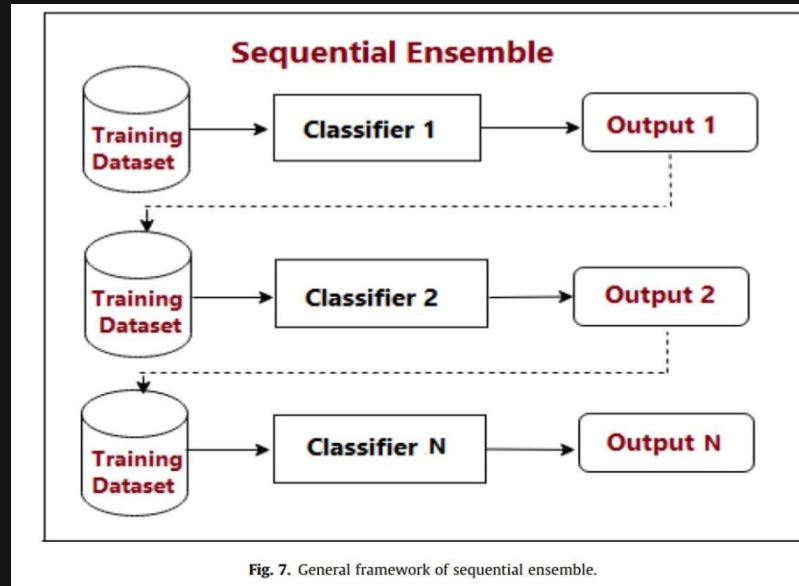 Sequential Ensemble
Training
Dataset
Classifier 1
Output 1
Training
Dataset
Classifier 2
Output 2
Training
Dataset
Classifier N
Output N
Fig. 7. General framework of sequential ensemble.